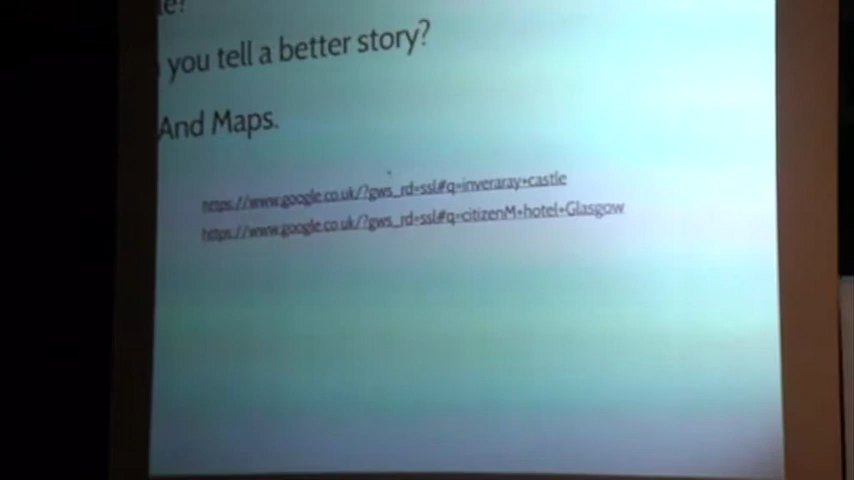 le?
you tell a better story?
And Maps.
https://www.google.co.uk/?gws_rd=ssl#q=inveraray+castle
https://www.google.co.uk/?gws_rd=ssl#q=citizenM+hotel+Glasgow